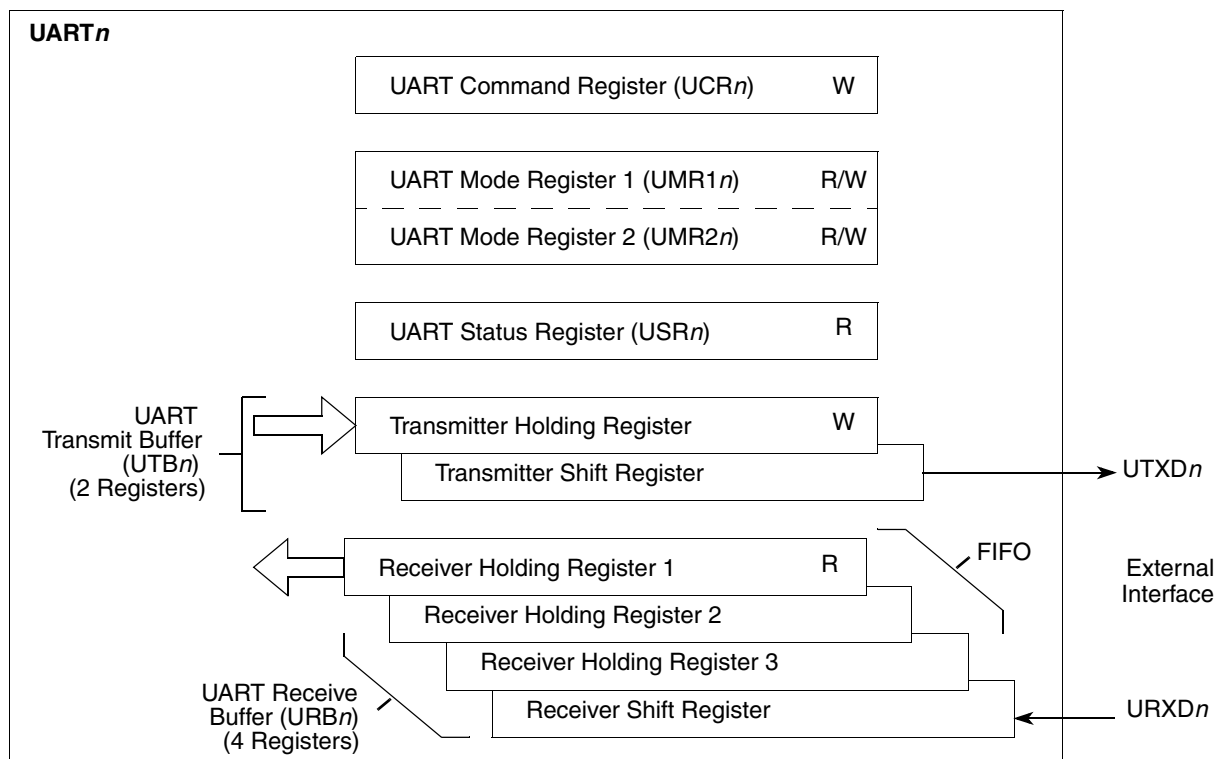 UARTn
UART Command Register (UCRn) W
UART Mode Register 1 (UMR1n) R/W
UART Mode Register 2 (UMR2n) R/W
UART Status Register (USRn) R
UART
Transmit Buffer
(UTBn)
(2 Registers)
Transmitter Holding Register W
Transmitter Shift Register
UTXDn
FIFO
External
Interface
Receiver Holding Register 1 R
Receiver Holding Register 2
Receiver Holding Register 3
Receiver Shift Register
UART Receive
Buffer (URBn)
(4 Registers)
URXDn